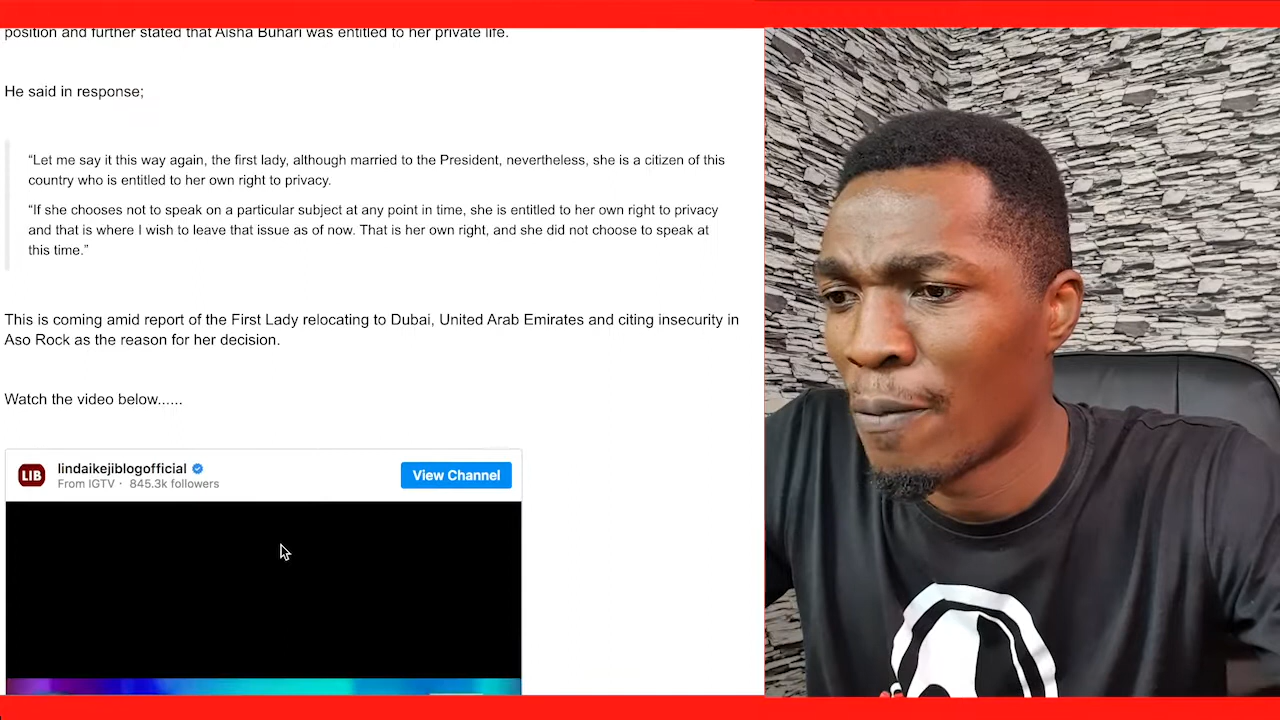 position and further stated that Aisha Buhari was entitled to her private life.
He said in response;
“Let me say it this way again, the first lady, although married to the President, nevertheless, she is a citizen of this
country who is entitled to her own right to privacy.
“If she chooses not to speak on a particular subject at any point in time, she is entitled to her own right to privacy
and that is where I wish to leave that issue as of now. That is her own right, and she did not choose to speak at
this time.”
This is coming amid report of the First Lady relocating to Dubai, United Arab Emirates and citing insecurity in
Aso Rock as the reason for her decision.
Watch the video below......
LIB
lindaikejiblogofficial
From IGTV · 845.3k followers
View Channel